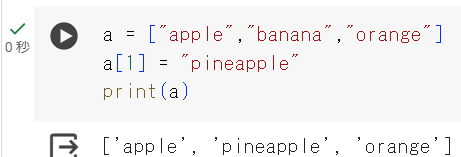 a = ["apple","banana","orange"]
0 秒
a[1] = "pineapple"
print(a)
['apple', 'pineapple', 'orange']